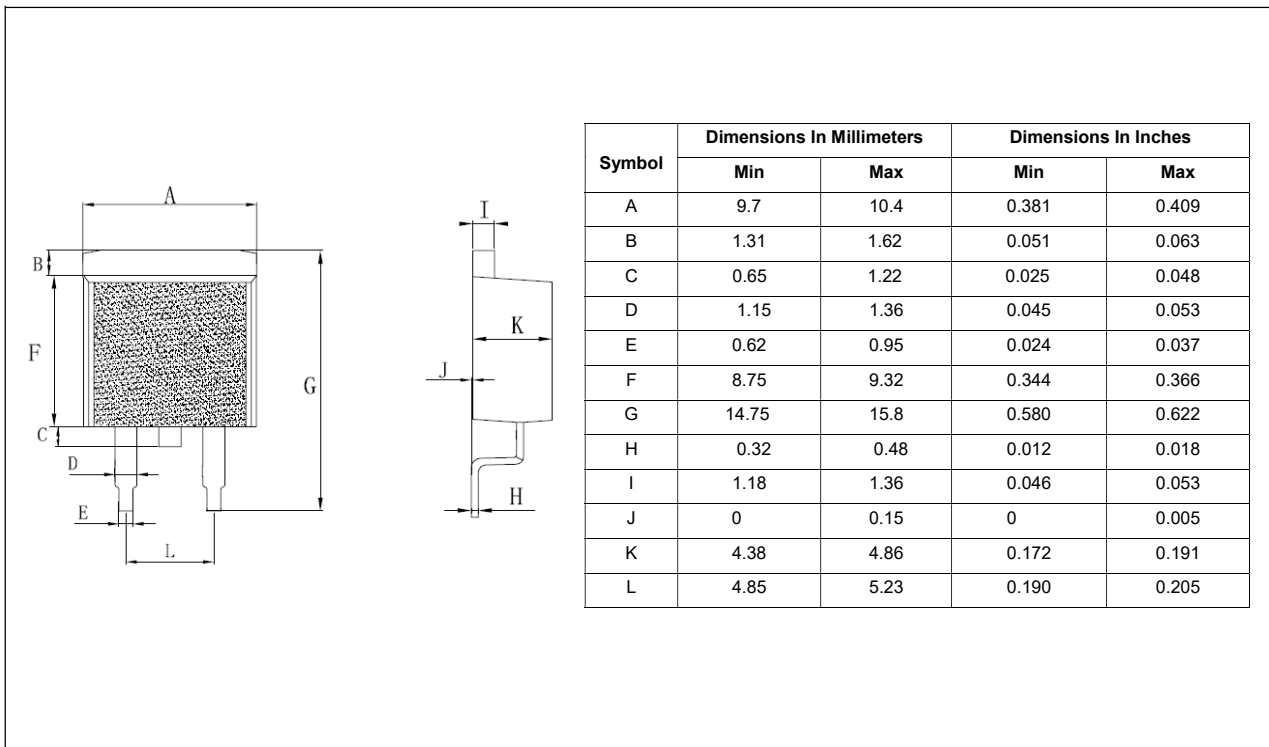 A
B
F
G
C
D
E
L
I
K
J
H
Symbol Dimensions In Millimeters Dimensions In Inches
Min Max Min Max
A 9.7 10.4 0.381 0.409
B 1.31 1.62 0.051 0.063
C 0.65 1.22 0.025 0.048
D 1.15 1.36 0.045 0.053
E 0.62 0.95 0.024 0.037
F 8.75 9.32 0.344 0.366
G 14.75 15.8 0.580 0.622
H 0.32 0.48 0.012 0.018
I 1.18 1.36 0.046 0.053
J 0 0.15 0 0.005
K 4.38 4.86 0.172 0.191
L 4.85 5.23 0.190 0.205